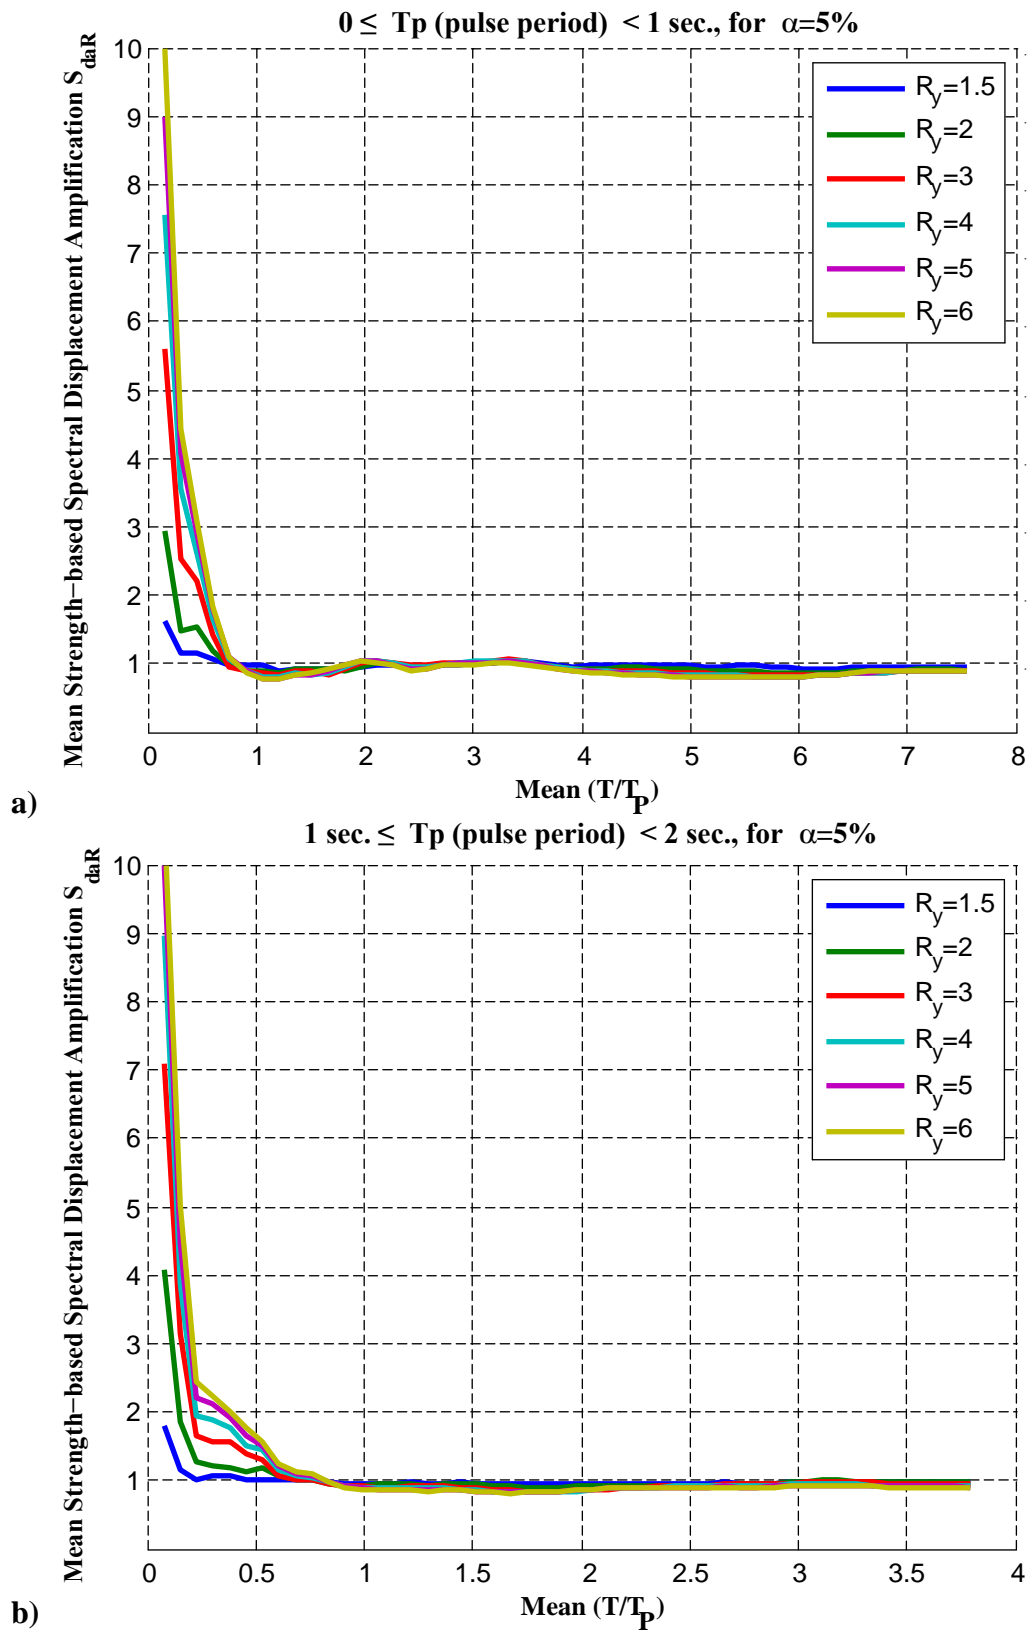 0 ≤ Tp (pulse period) < 1 sec., for α=5%
Mean Strength-based Spectral Displacement Amplification S_daR
10
9
8
7
6
5
4
3
2
1
R_y=1.5
R_y=2
R_y=3
R_y=4
R_y=5
R_y=6
0 1 2 3 4 5 6 7 8
Mean (T/T_P)
a)
1 sec. ≤ Tp (pulse period) < 2 sec., for α=5%
Mean Strength-based Spectral Displacement Amplification S_daR
10
9
8
7
6
5
4
3
2
1
R_y=1.5
R_y=2
R_y=3
R_y=4
R_y=5
R_y=6
0 0.5 1 1.5 2 2.5 3 3.5 4
Mean (T/T_P)
b)